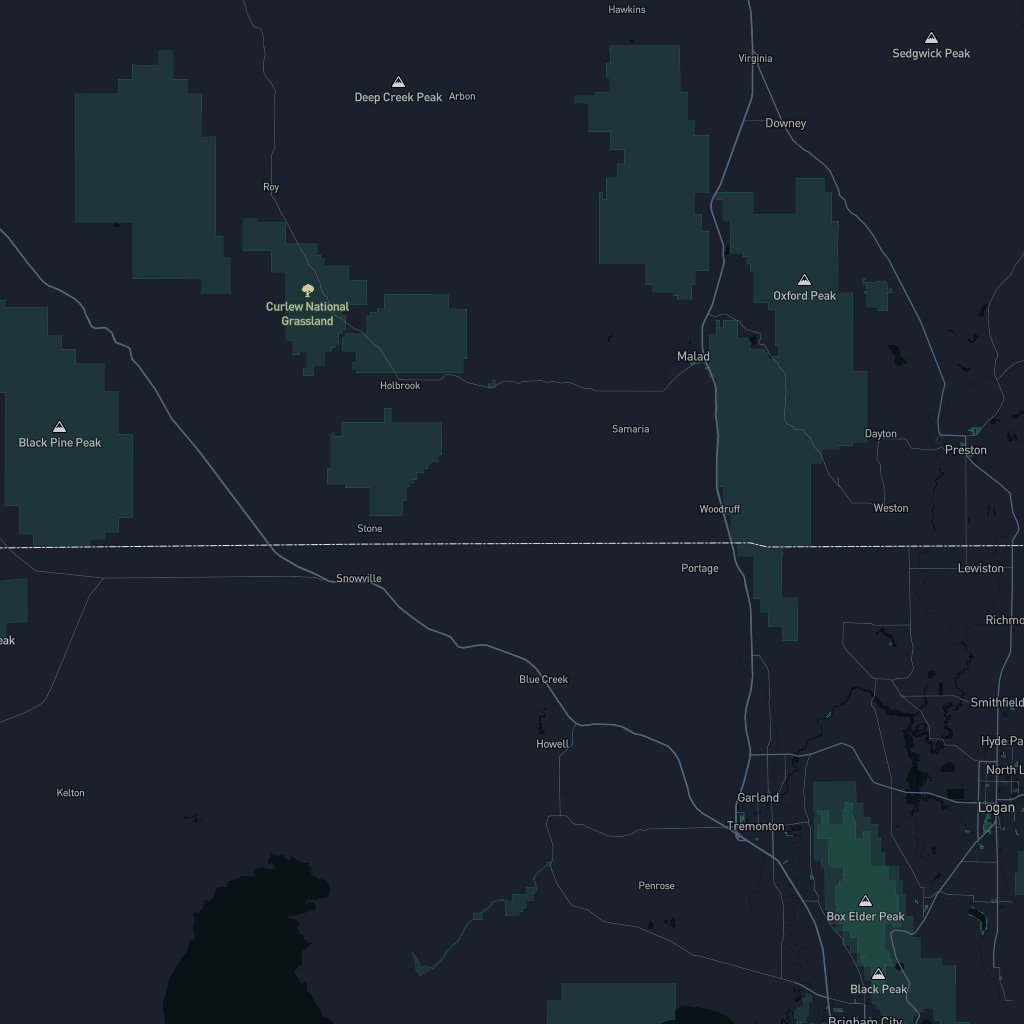 Hawkins
Sedgwick Peak
Virginia
Deep Creek Peak
Arbon
Downey
Roy
Oxford Peak
Curlew National
Grassland
Malad
Holbrook
Samaria
Dayton
Black Pine Peak
Preston
Woodruff
Weston
Stone
Portage
Lewiston
Snowville
Richmo
eak
Blue Creek
Smithfield
Howell
Hyde Pa
North L
Kelton
Garland
Logan
Tremonton
Penrose
Box Elder Peak
Black Peak
Brigham City